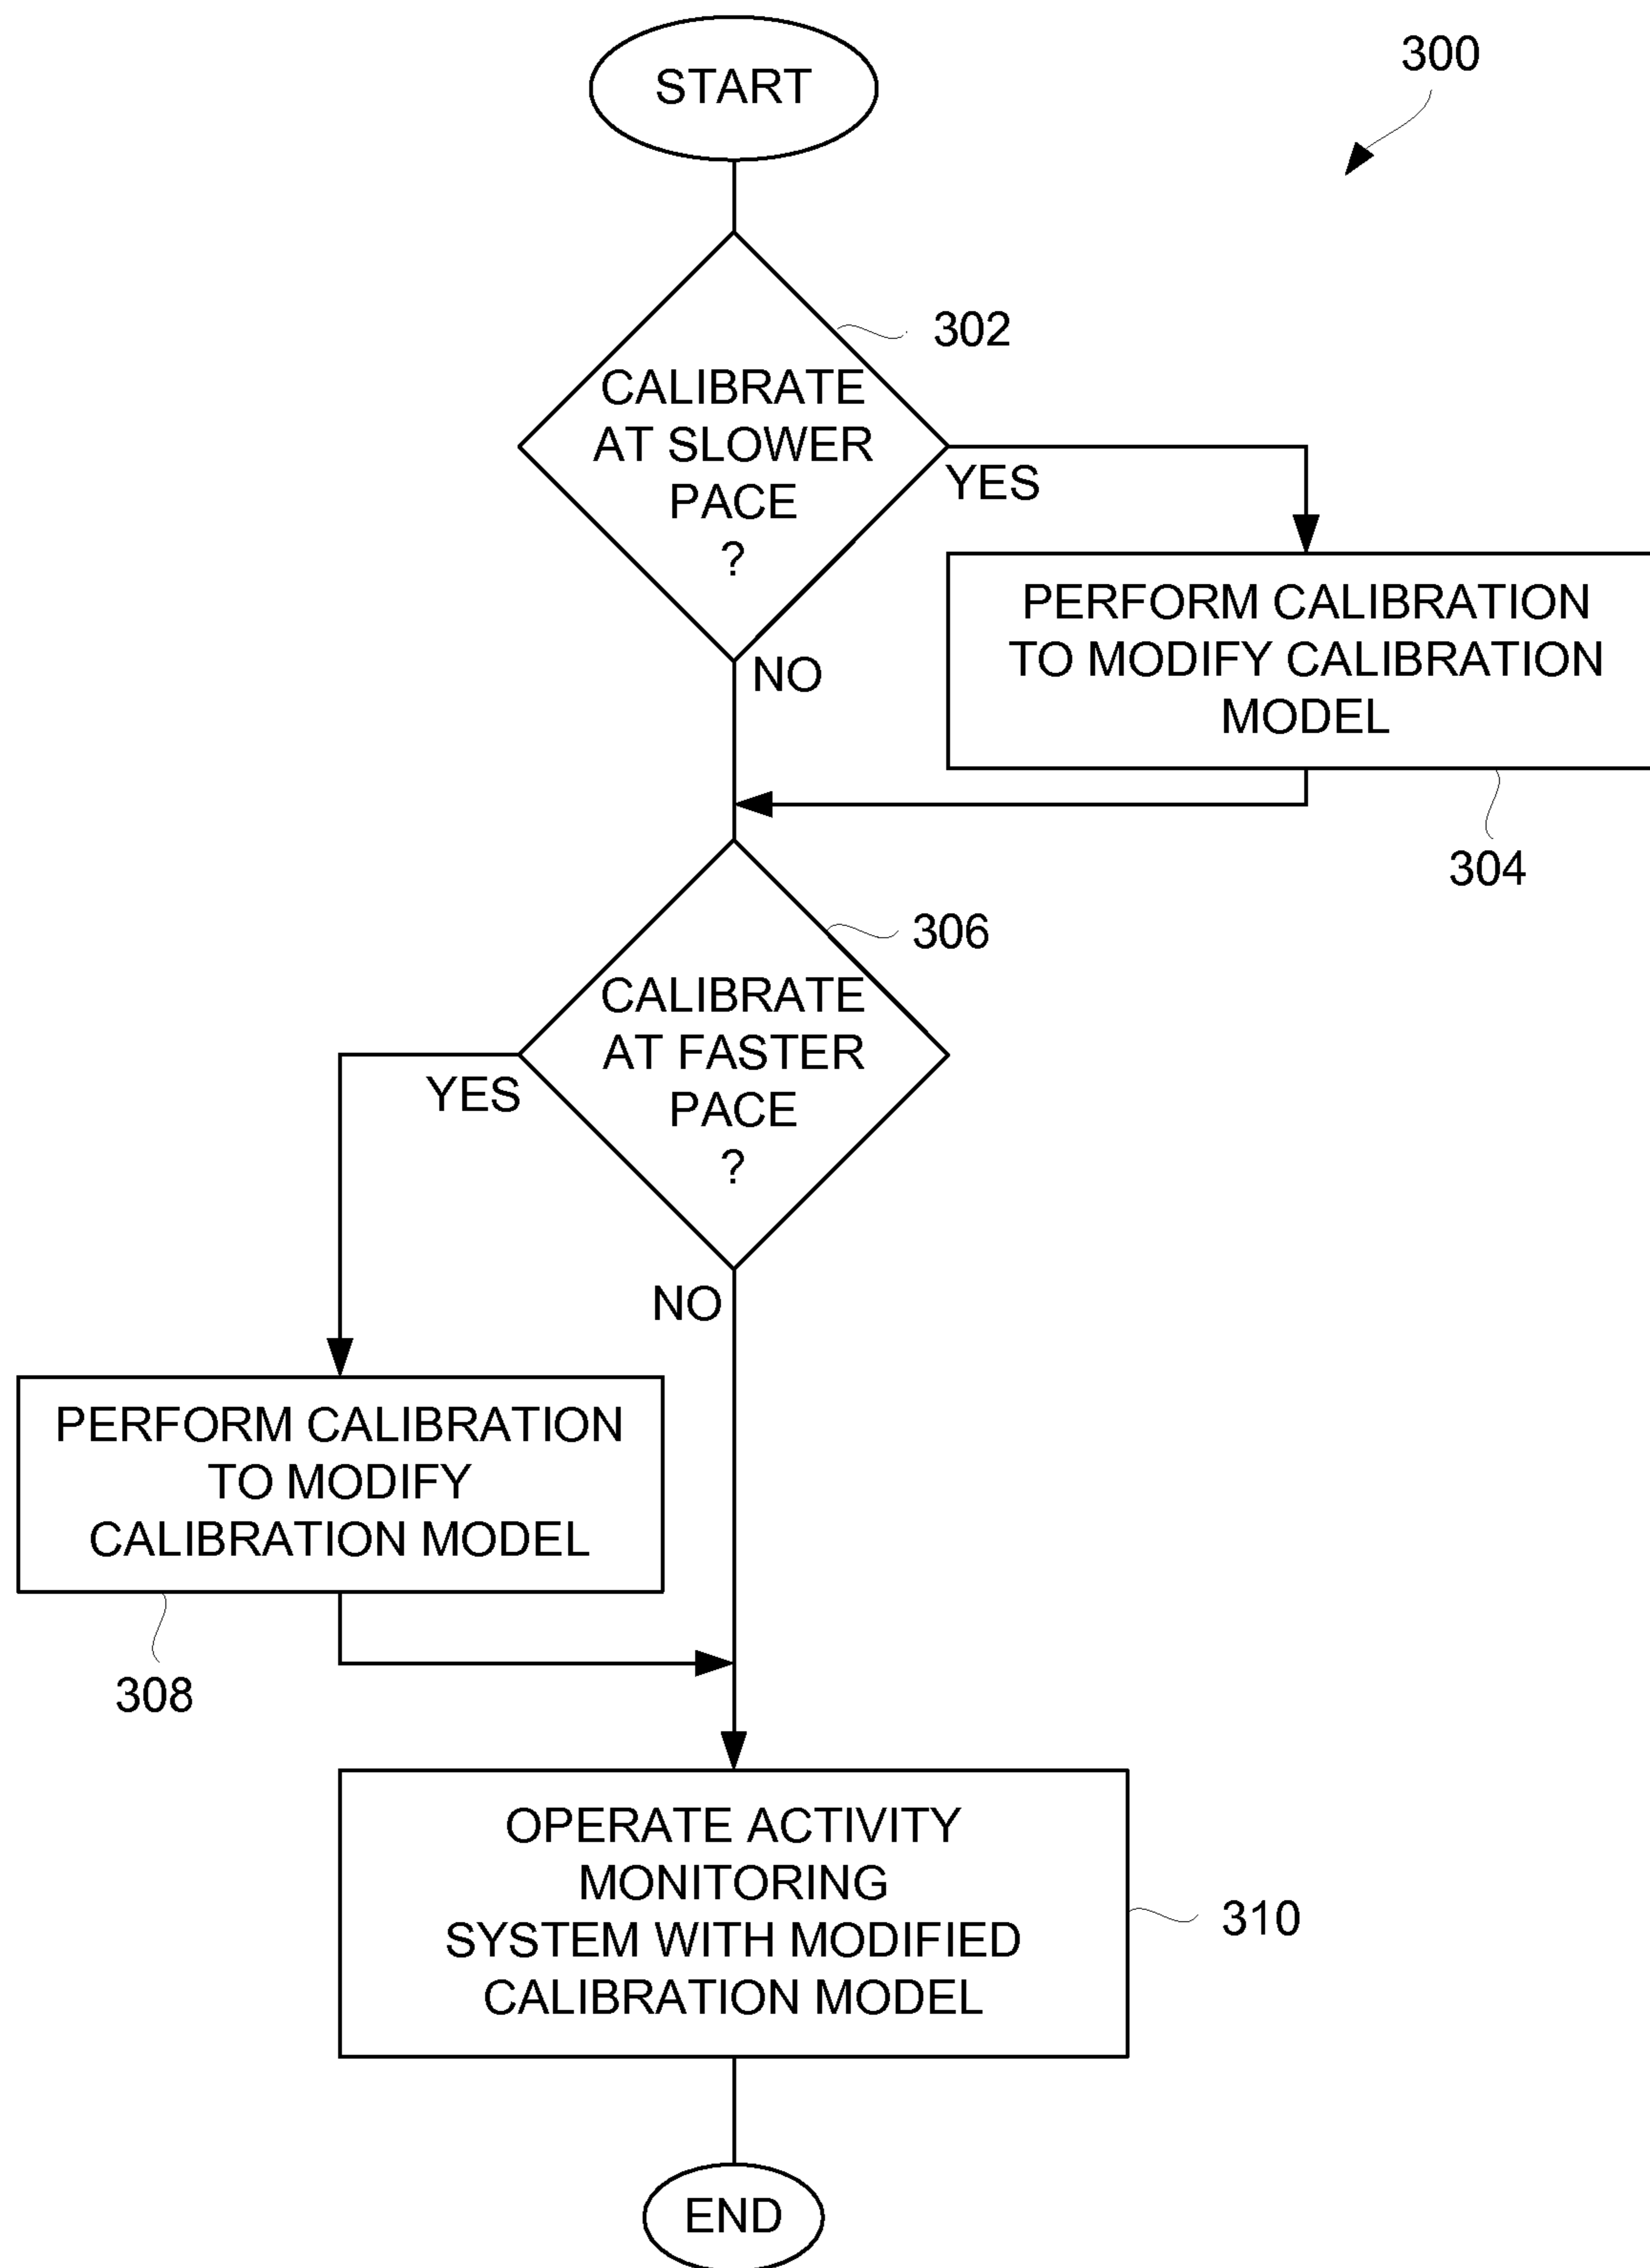 START
300
302
CALIBRATE
AT SLOWER
PACE
?
YES
NO
PERFORM CALIBRATION
TO MODIFY CALIBRATION
MODEL
304
306
CALIBRATE
AT FASTER
PACE
?
YES
NO
PERFORM CALIBRATION
TO MODIFY
CALIBRATION MODEL
308
OPERATE ACTIVITY
MONITORING
SYSTEM WITH MODIFIED
CALIBRATION MODEL
310
END